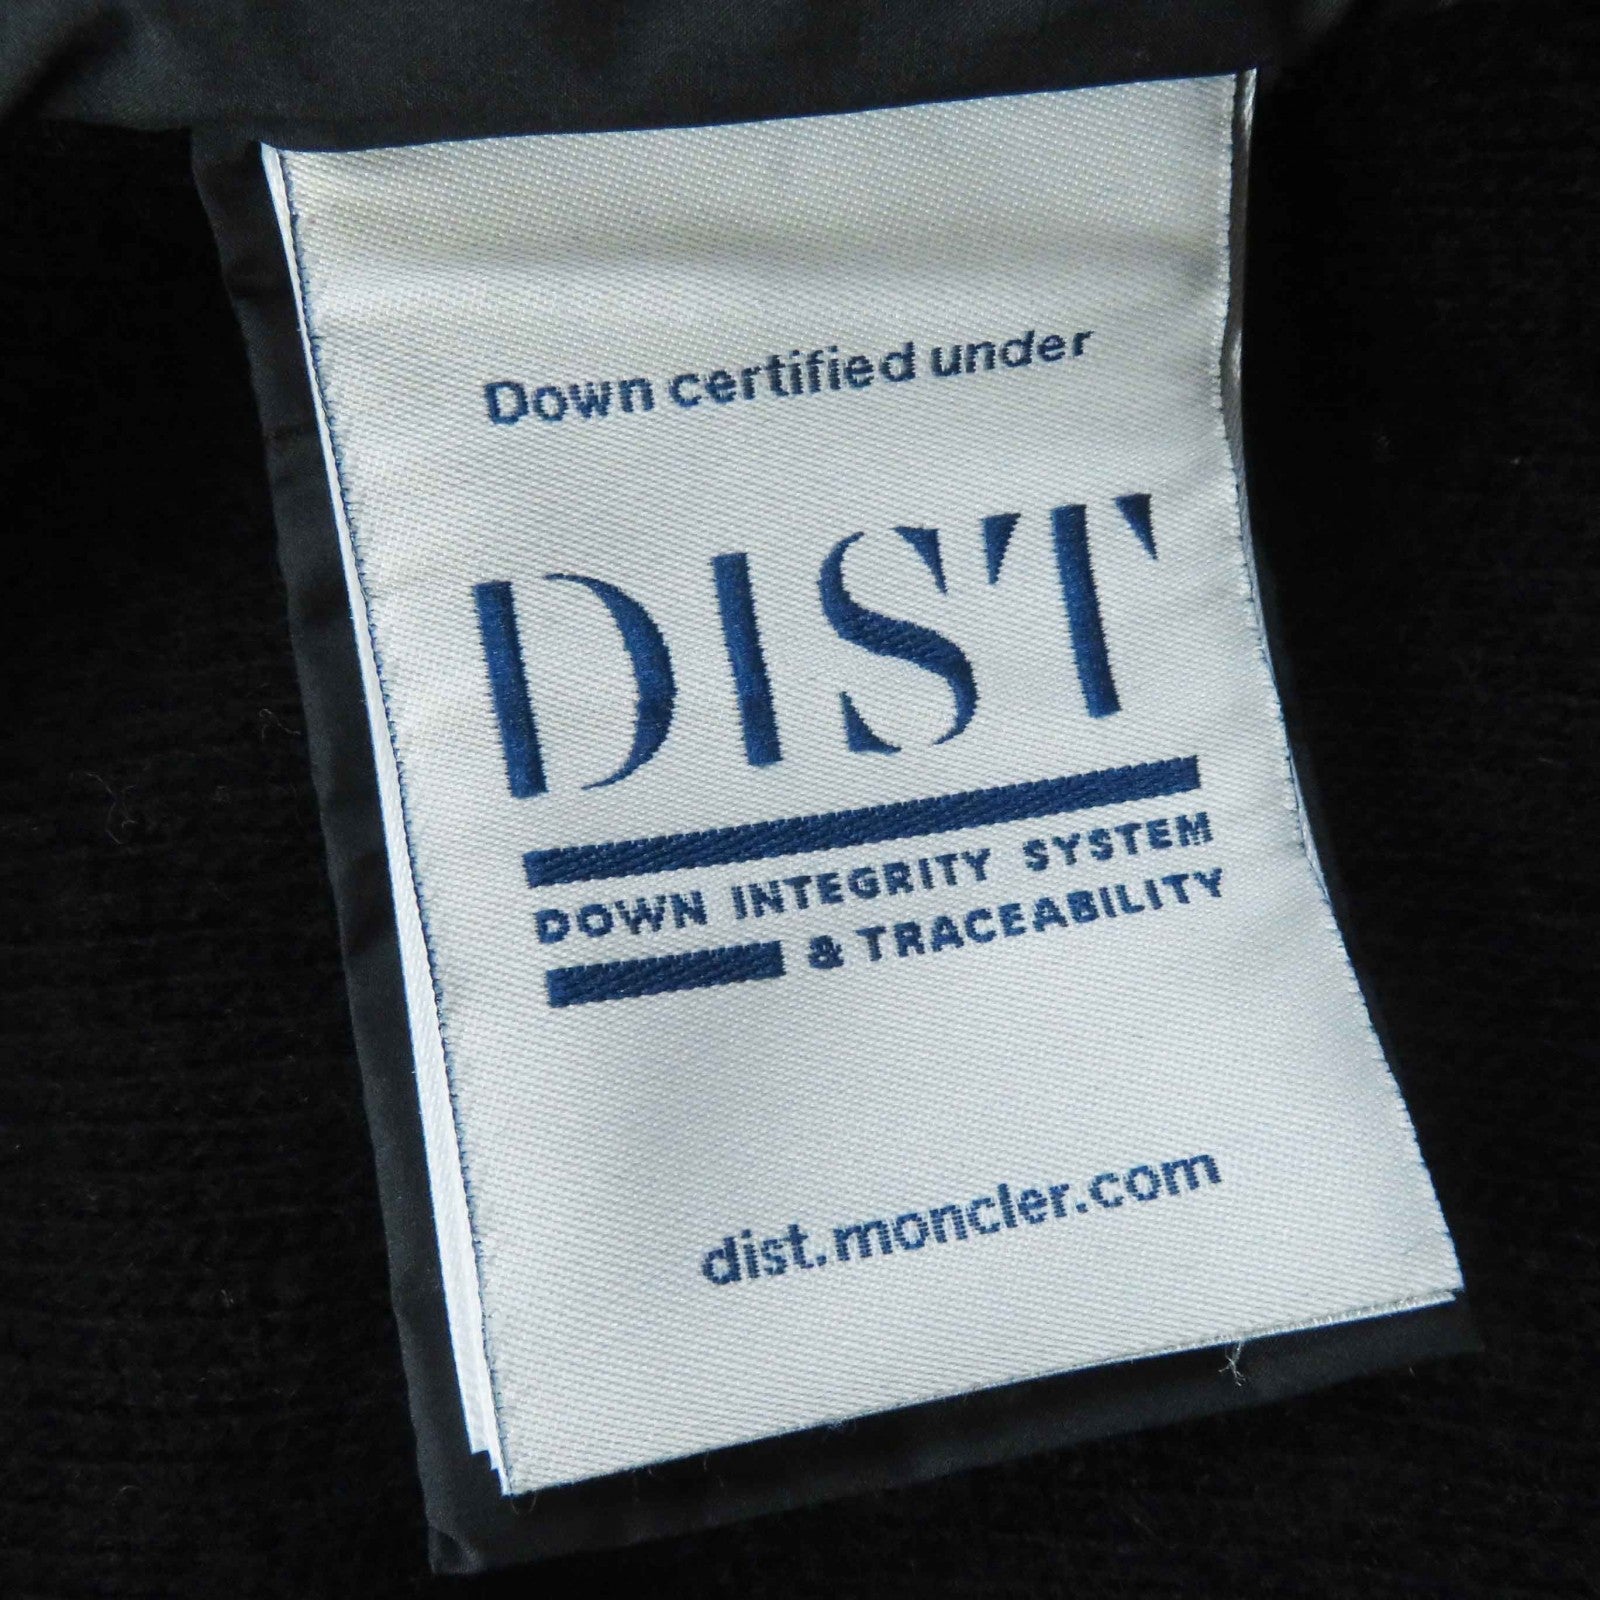 Down certified under
DIST
DOWN INTEGRITY SYSTEM
& TRACEABILITY
dist.moncler.com